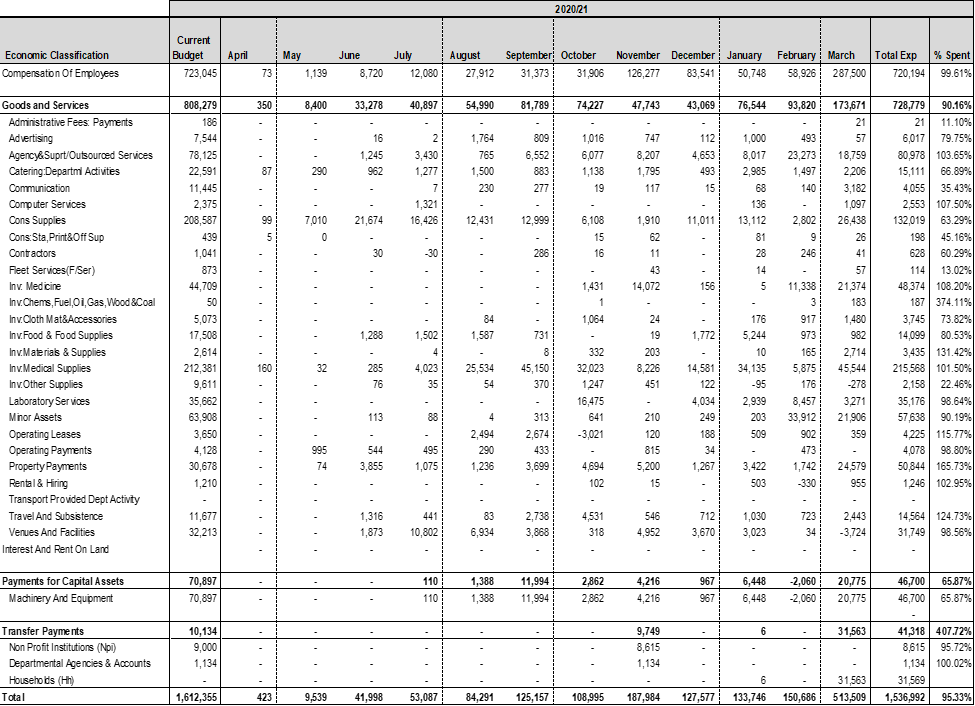 2020/21
Economic Classification Current Budget April May June July August September October November December January February March Total Exp % Spent
Compensation Of Employees 723,045 73 1,139 8,720 12,080 27,912 31,373 31,906 126,277 83,541 50,748 58,926 287,500 720,194 99.61%
Goods and Services 808,279 350 8,400 33,278 40,897 54,990 81,789 74,227 47,743 43,069 76,544 93,820 173,671 728,779 90.16%
Administrative Fees: Payments 186 - - - - - - - - - - - 21 21 11.10%
Advertising 7,544 - - 16 2 1,764 809 1,016 747 112 1,000 493 57 6,017 79.75%
Agency&Suprt/Outsourced Services 78,125 - - 1,245 3,430 765 6,552 6,077 8,207 4,653 8,017 23,273 18,759 80,978 103.65%
Catering:Departml Activities 22,591 87 290 962 1,277 1,500 883 1,138 1,795 493 2,985 1,497 2,206 15,111 66.89%
Communication 11,445 - - - 7 230 277 19 117 15 68 140 3,182 4,055 35.43%
Computer Services 2,375 - - - 1,321 - - - - - 136 - 1,097 2,553 107.50%
Cons Supplies 208,587 99 7,010 21,674 16,426 12,431 12,999 6,108 1,910 11,011 13,112 2,802 26,438 132,019 63.29%
Cons:Sta,Print&Off Sup 439 5 0 - - - - 15 62 - 81 9 26 198 45.16%
Contractors 1,041 - - 30 -30 - 286 16 11 - 28 246 41 628 60.29%
Fleet Services(F/Ser) 873 - - - - - - - 43 - 14 - 57 114 13.02%
Inv: Medicine 44,709 - - - - - - 1,431 14,072 156 5 11,338 21,374 48,374 108.20%
Inv:Chems,Fuel,Oil,Gas,Wood&Coal 50 - - - - - - 1 - - - 3 183 187 374.11%
Inv:Cloth Mat&Accessories 5,073 - - - - 84 - 1,064 24 - 176 917 1,480 3,745 73.82%
Inv:Food & Food Supplies 17,508 - - 1,288 1,502 1,587 731 - 19 1,772 5,244 973 982 14,099 80.53%
Inv:Materials & Supplies 2,614 - - - 4 - 8 332 203 - 10 165 2,714 3,435 131.42%
Inv:Medical Supplies 212,381 160 32 285 4,023 25,534 45,150 32,023 8,226 14,581 34,135 5,875 45,544 215,568 101.50%
Inv:Other Supplies 9,611 - - 76 35 54 370 1,247 451 122 -95 176 -278 2,158 22.46%
Laboratory Services 35,662 - - - - - - 16,475 - 4,034 2,939 8,457 3,271 35,176 98.64%
Minor Assets 63,908 - - 113 88 4 313 641 210 249 203 33,912 21,906 57,638 90.19%
Operating Leases 3,650 - - - - 2,494 2,674 -3,021 120 188 509 902 359 4,225 115.77%
Operating Payments 4,128 - 995 544 495 290 433 - 815 34 - 473 - 4,078 98.80%
Property Payments 30,678 - 74 3,855 1,075 1,236 3,699 4,694 5,200 1,267 3,422 1,742 24,579 50,844 165.73%
Rental & Hiring 1,210 - - - - - - 102 15 - 503 -330 955 1,246 102.95%
Transport Provided Dept Activity - - - - - - - - - - - - - - -
Travel And Subsistence 11,677 - - 1,316 441 83 2,738 4,531 546 712 1,030 723 2,443 14,564 124.73%
Venues And Facilities 32,213 - - 1,873 10,802 6,934 3,868 318 4,952 3,670 3,023 34 -3,724 31,749 98.56%
Interest And Rent On Land - - - - - - - - - - - - - -
Payments for Capital Assets 70,897 - - - 110 1,388 11,994 2,862 4,216 967 6,448 -2,060 20,775 46,700 65.87%
Machinery And Equipment 70,897 - - - 110 1,388 11,994 2,862 4,216 967 6,448 -2,060 20,775 46,700 65.87%
-
Transfer Payments 10,134 - - - - - - - 9,749 - 6 - 31,563 41,318 407.72%
Non Profit Institutions (Npi) 9,000 - - - - - - - 8,615 - - - - 8,615 95.72%
Departmental Agencies & Accounts 1,134 - - - - - - - 1,134 - - - - 1,134 100.02%
Households (Hh) - - - - - - - - - - 6 - 31,563 31,569
Total 1,612,355 423 9,539 41,998 53,087 84,291 125,157 108,995 187,984 127,577 133,746 150,686 513,509 1,536,992 95.33%